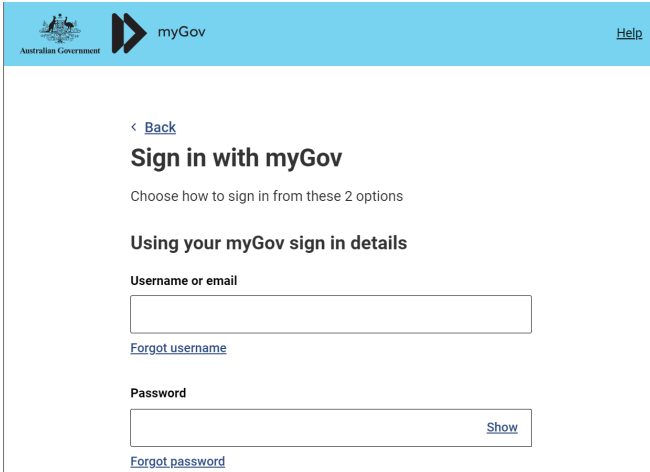 Australian Government
myGov
Help
Back
Sign in with myGov
Choose how to sign in from these 2 options
Using your myGov sign in details
Username or email
Forgot username
Password
Show
Forgot password